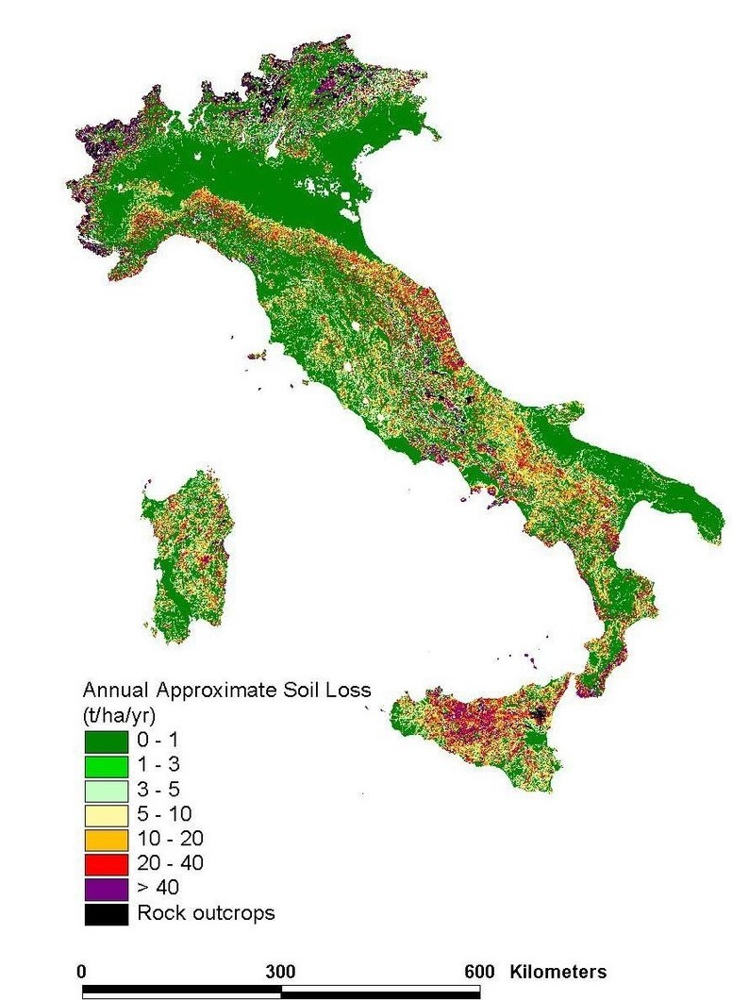 Annual Approximate Soil Loss
(t/ha/yr)
0 - 1
1 - 3
3 - 5
5 - 10
10 - 20
20 - 40
> 40
Rock outcrops
0 300 600 Kilometers